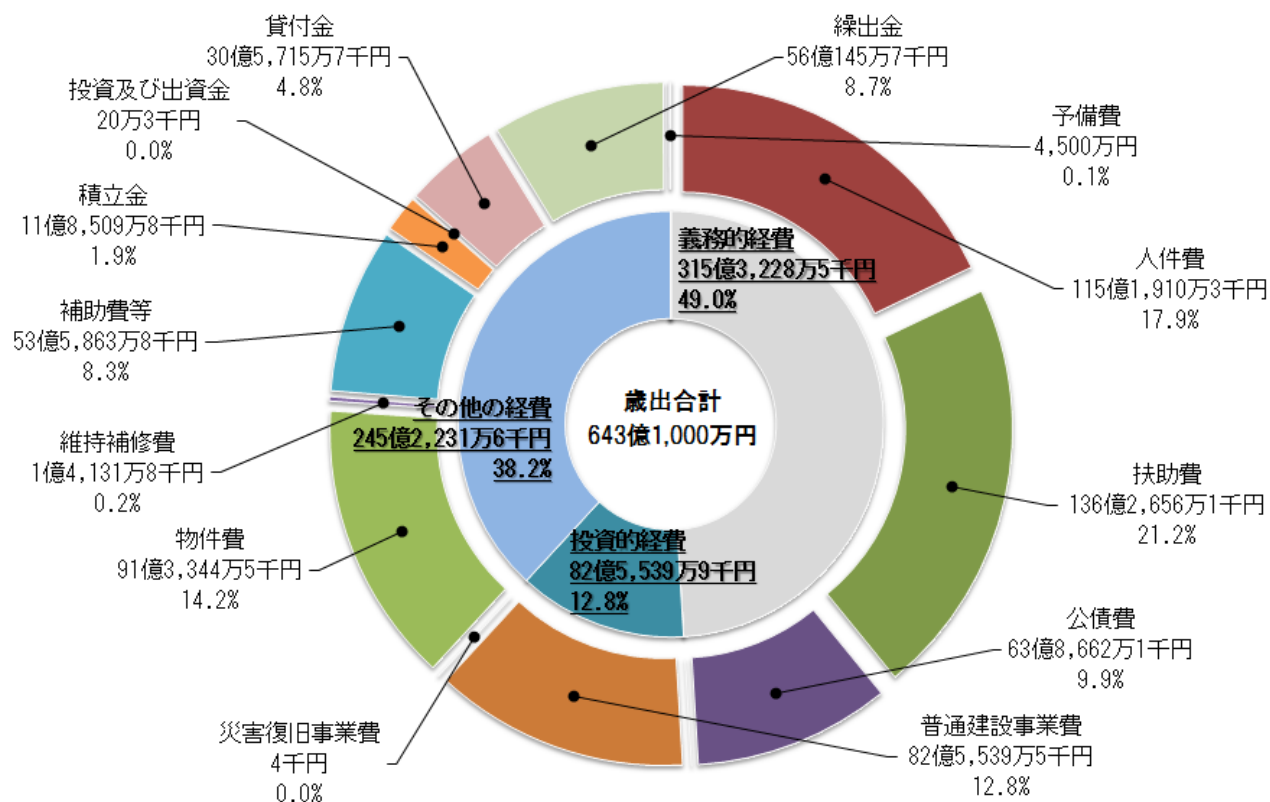 貸付金
30億5,715万7千円
4.8%
繰出金
56億145万7千円
8.7%
投資及び出資金
20万3千円
0.0%
予備費
4,500万円
0.1%
積立金
11億8,509万8千円
1.9%
義務的経費
315億3,228万5千円
49.0%
人件費
115億1,910万3千円
17.9%
補助費等
53億5,863万8千円
8.3%
歳出合計
643億1,000万円
その他の経費
245億2,231万6千円
38.2%
維持補修費
1億4,131万8千円
0.2%
扶助費
136億2,656万1千円
21.2%
物件費
91億3,344万5千円
14.2%
投資的経費
82億5,539万9千円
12.8%
公債費
63億8,662万1千円
9.9%
災害復旧事業費
4千円
0.0%
普通建設事業費
82億5,539万5千円
12.8%